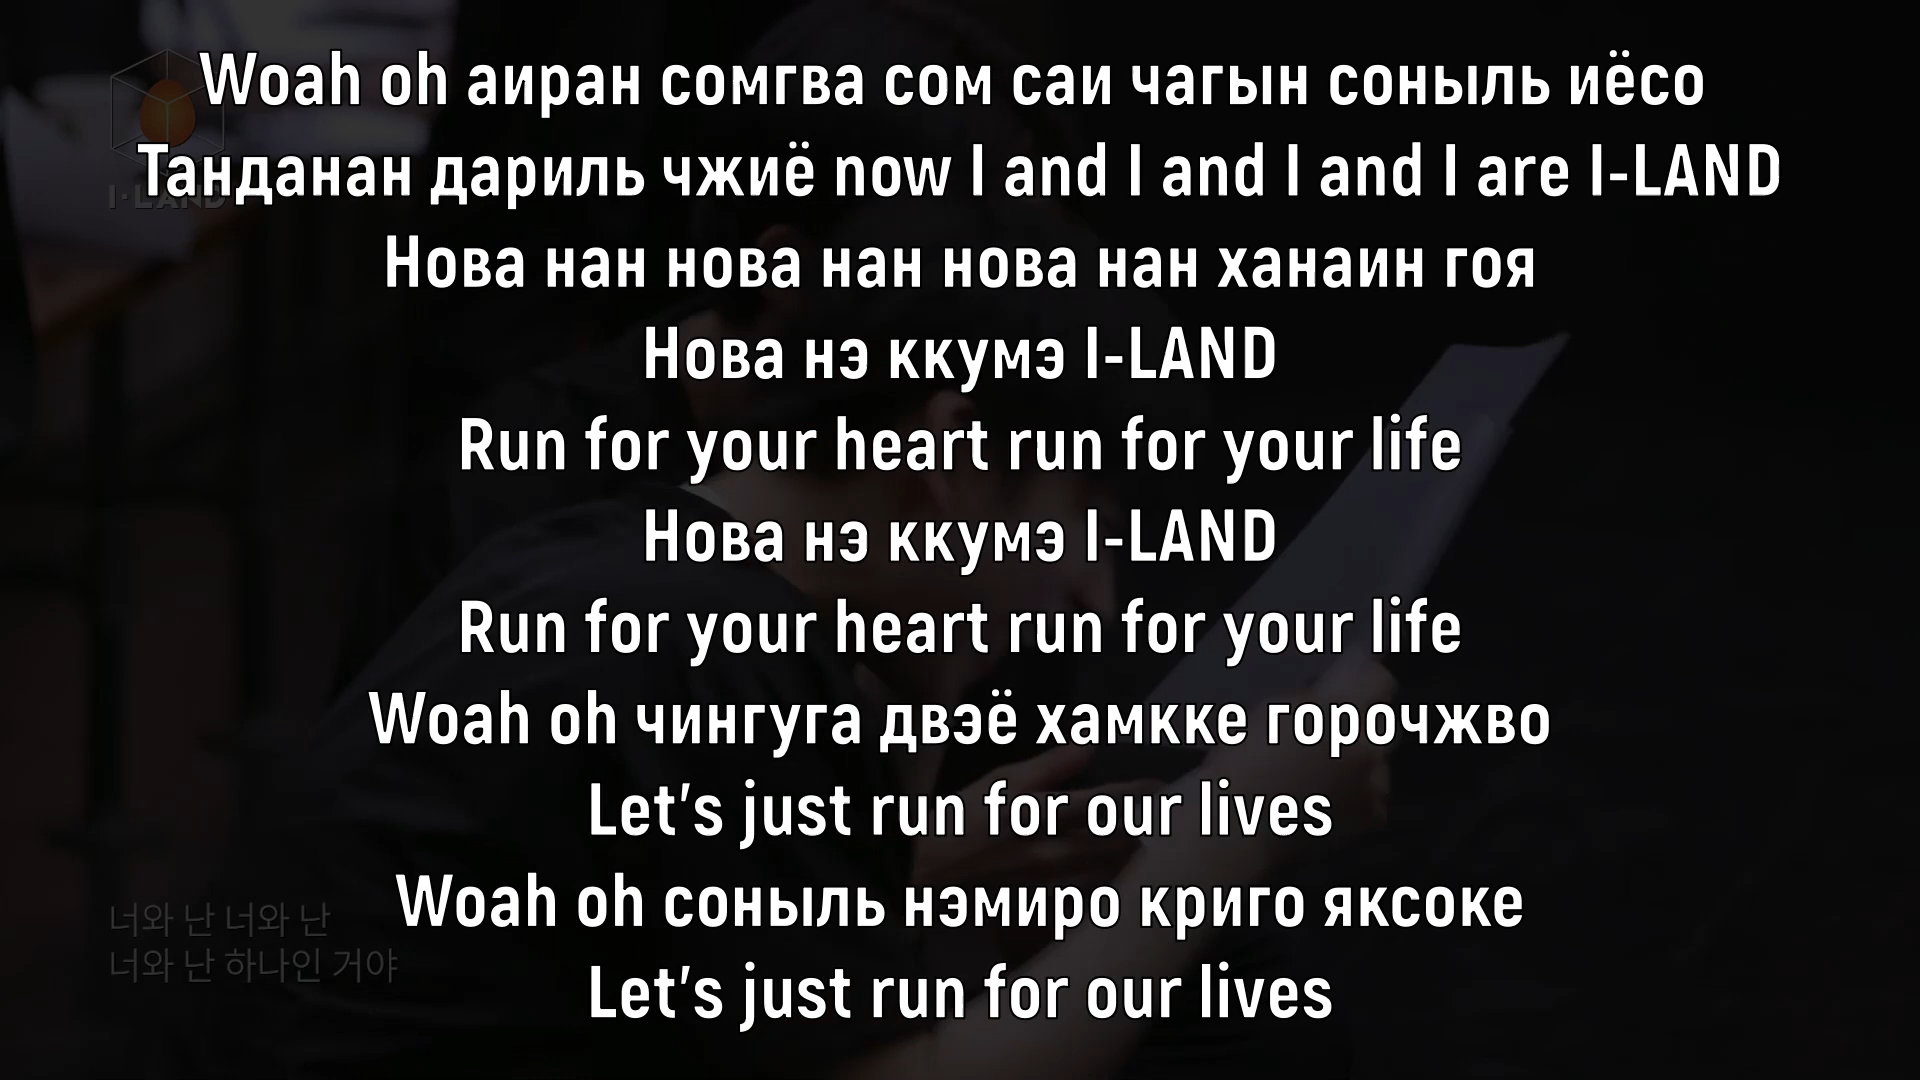 Woah oh аиран сомгва сом саи чагын соныль иёсо
Танданан дариль чжиё now I and I and I and I are I-LAND
Нова нан нова нан нова нан ханаин гоя
Нова нэ ккумэ I-LAND
Run for your heart run for your life
Нова нэ ккумэ I-LAND
Run for your heart run for your life
Woah oh чингуга двэё хамкке горочжво
Let's just run for our lives
Woah oh соныль нэмиро криго яксоке
Let's just run for our lives
I·LAND
너와 난 너와 난
너와 난 하나인 거야